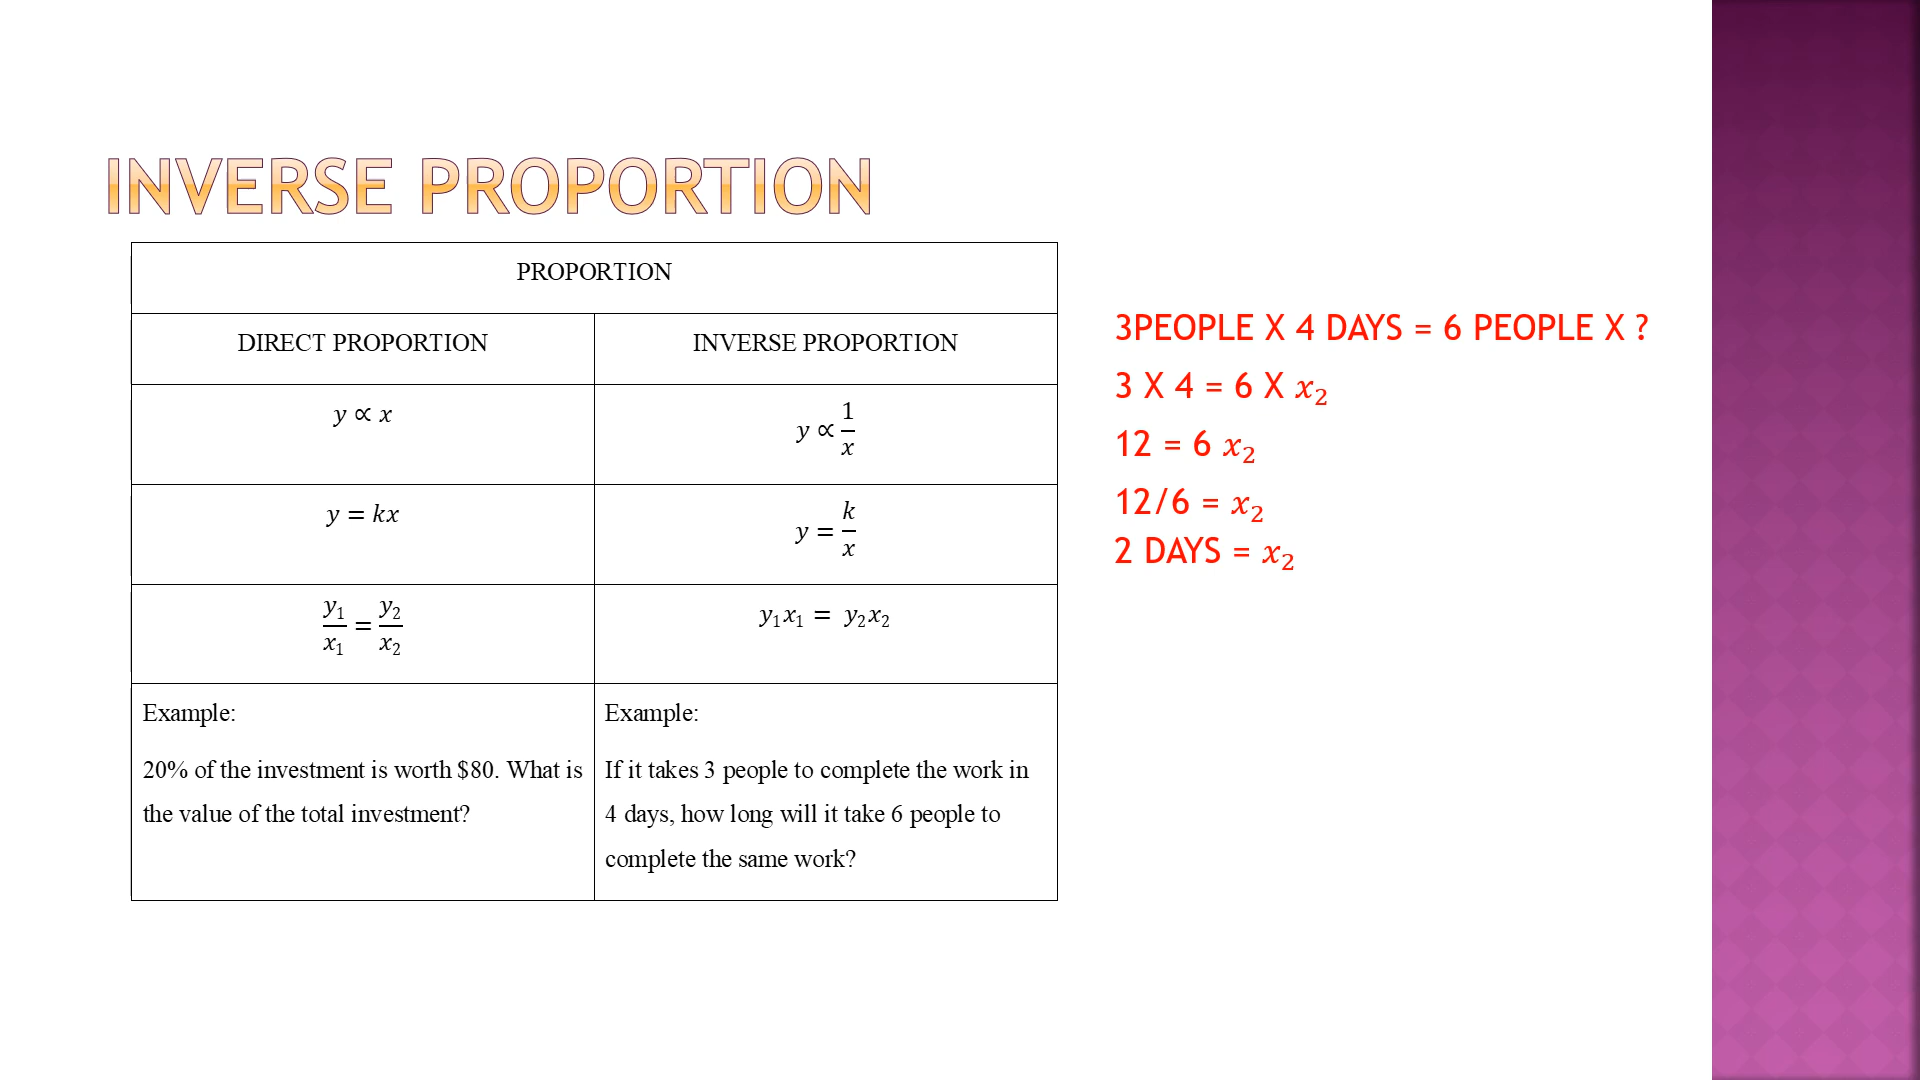 INVERSE PROPORTION
PROPORTION
DIRECT PROPORTION
INVERSE PROPORTION
y ∝ x
y ∝ 1/x
y = kx
y = k/x
y₁/x₁ = y₂/x₂
y₁x₁ = y₂x₂
Example:
20% of the investment is worth $80. What is
the value of the total investment?
Example:
If it takes 3 people to complete the work in
4 days, how long will it take 6 people to
complete the same work?
3PEOPLE X 4 DAYS = 6 PEOPLE X ?
3 X 4 = 6 X x₂
12 = 6 x₂
12/6 = x₂
2 DAYS = x₂